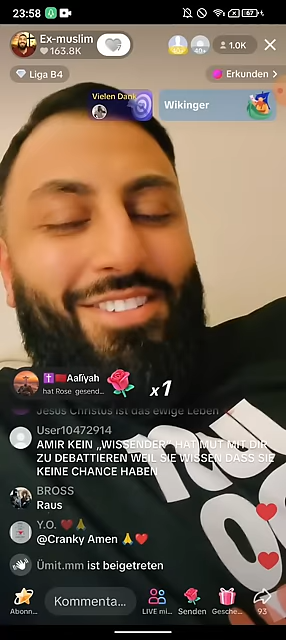 23:58
87
Ex-muslim
163.8K
1.0K
Liga B4
Erkunden >
Vielen Dank
Wikinger
Aaliyah
hat Rose gesend...
x1
Jesus Christus ist das ewige Leben
User10472914
AMIR KEIN „WISSENDER" HAT MUT MIT DIR
ZU DEBATTIEREN WEIL SIE WISSEN DASS SIE
KEINE CHANCE HABEN
BROSS
Raus
Y.O.
@Cranky Amen
Ümit.mm ist beigetreten
Abonn...
Kommenta...
LIVE mi...
Senden
Gesche...
93